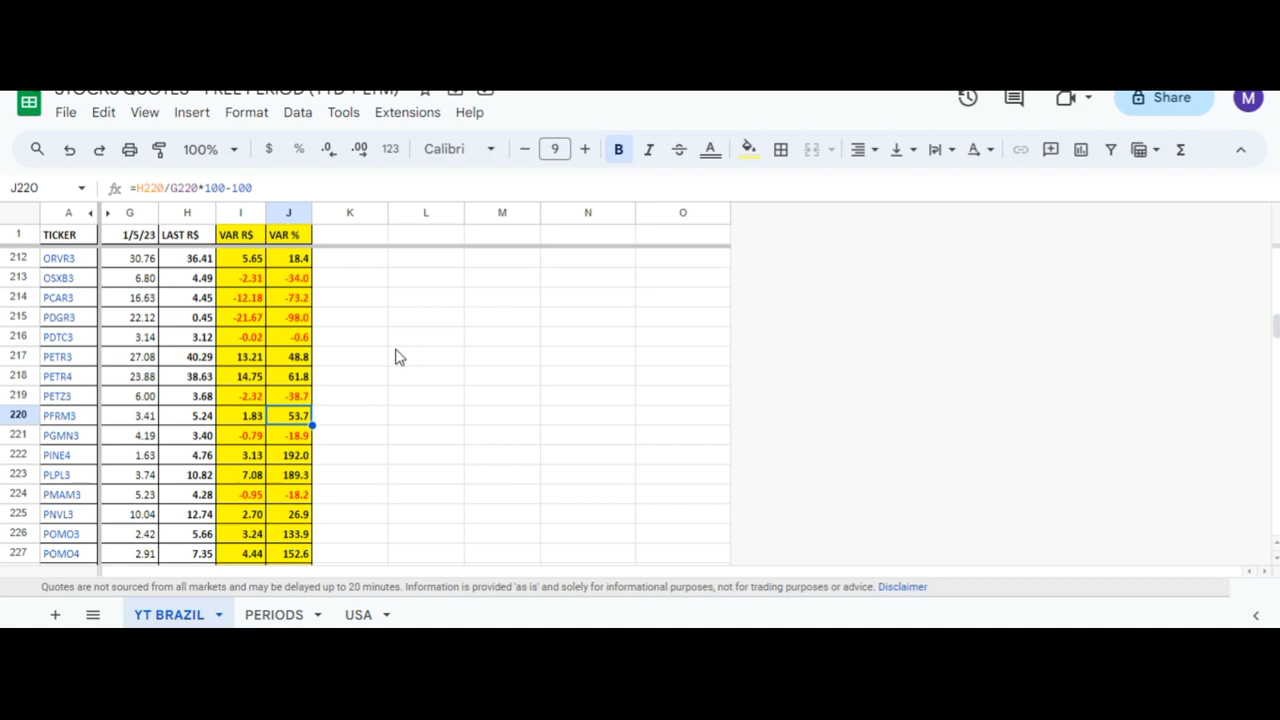 STOCKS QUOTES - FREE PERIOD (YTD + LTM)
File Edit View Insert Format Data Tools Extensions Help
Share M
100% $ % .0 .00 123 Calibri 9 B I A Σ
J220 fx =H220/G220*100-100
A G H I J K L M N O
1 TICKER 1/5/23 LAST R$ VAR R$ VAR %
212 ORVR3 30.76 36.41 5.65 18.4
213 OSXB3 6.80 4.49 -2.31 -34.0
214 PCAR3 16.63 4.45 -12.18 -73.2
215 PDGR3 22.12 0.45 -21.67 -98.0
216 PDTC3 3.14 3.12 -0.02 -0.6
217 PETR3 27.08 40.29 13.21 48.8
218 PETR4 23.88 38.63 14.75 61.8
219 PETZ3 6.00 3.68 -2.32 -38.7
220 PFRM3 3.41 5.24 1.83 53.7
221 PGMN3 4.19 3.40 -0.79 -18.9
222 PINE4 1.63 4.76 3.13 192.0
223 PLPL3 3.74 10.82 7.08 189.3
224 PMAM3 5.23 4.28 -0.95 -18.2
225 PNVL3 10.04 12.74 2.70 26.9
226 POMO3 2.42 5.66 3.24 133.9
227 POMO4 2.91 7.35 4.44 152.6
Quotes are not sourced from all markets and may be delayed up to 20 minutes. Information is provided 'as is' and solely for informational purposes, not for trading purposes or advice. Disclaimer
YT BRAZIL PERIODS USA